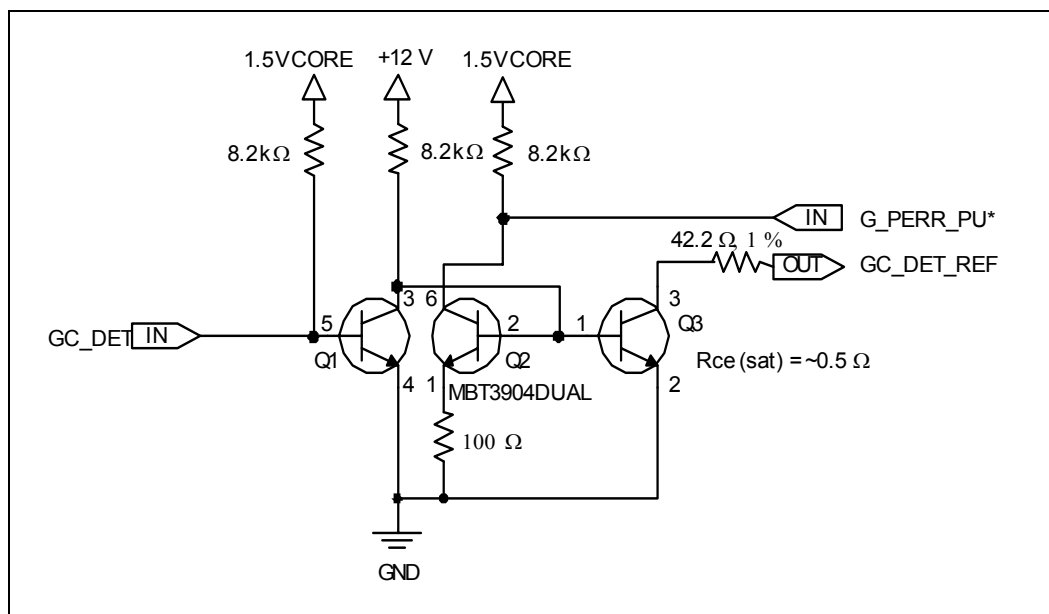 1.5VCORE +12 V 1.5VCORE
8.2kΩ 8.2kΩ 8.2kΩ
IN G_PERR_PU*
42.2 Ω, 1 %
OUT GC_DET_REF
3 6 3
GC_DET IN 5 2 1
Q1 Q2 Q3
Rce(sat) = ~0.5 Ω
4 1 MBT3904DUAL 2
100 Ω
GND